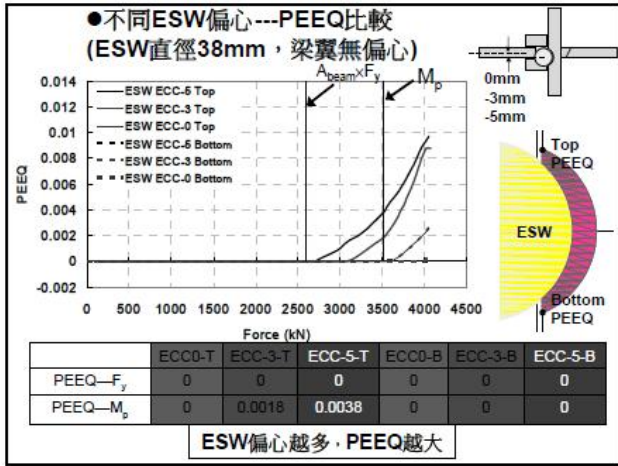 ●不同ESW偏心---PEEQ比較
(ESW直徑38mm，梁翼無偏心)
0mm
-3mm
-5mm
A_beam×F_y
M_p
0.014
0.012
0.01
0.008
0.006
0.004
0.002
0
-0.002
PEEQ
ESW ECC-5 Top
ESW ECC-3 Top
ESW ECC-0 Top
ESW ECC-5 Bottom
ESW ECC-3 Bottom
ESW ECC-0 Bottom
0 500 1000 1500 2000 2500 3000 3500 4000 4500
Force (kN)
Top
PEEQ
ESW
Bottom
PEEQ
ECC0-T ECC-3-T ECC-5-T ECC0-B ECC-3-B ECC-5-B
PEEQ—F_y 0 0 0 0 0 0
PEEQ—M_p 0 0.0018 0.0038 0 0 0
ESW偏心越多，PEEQ越大